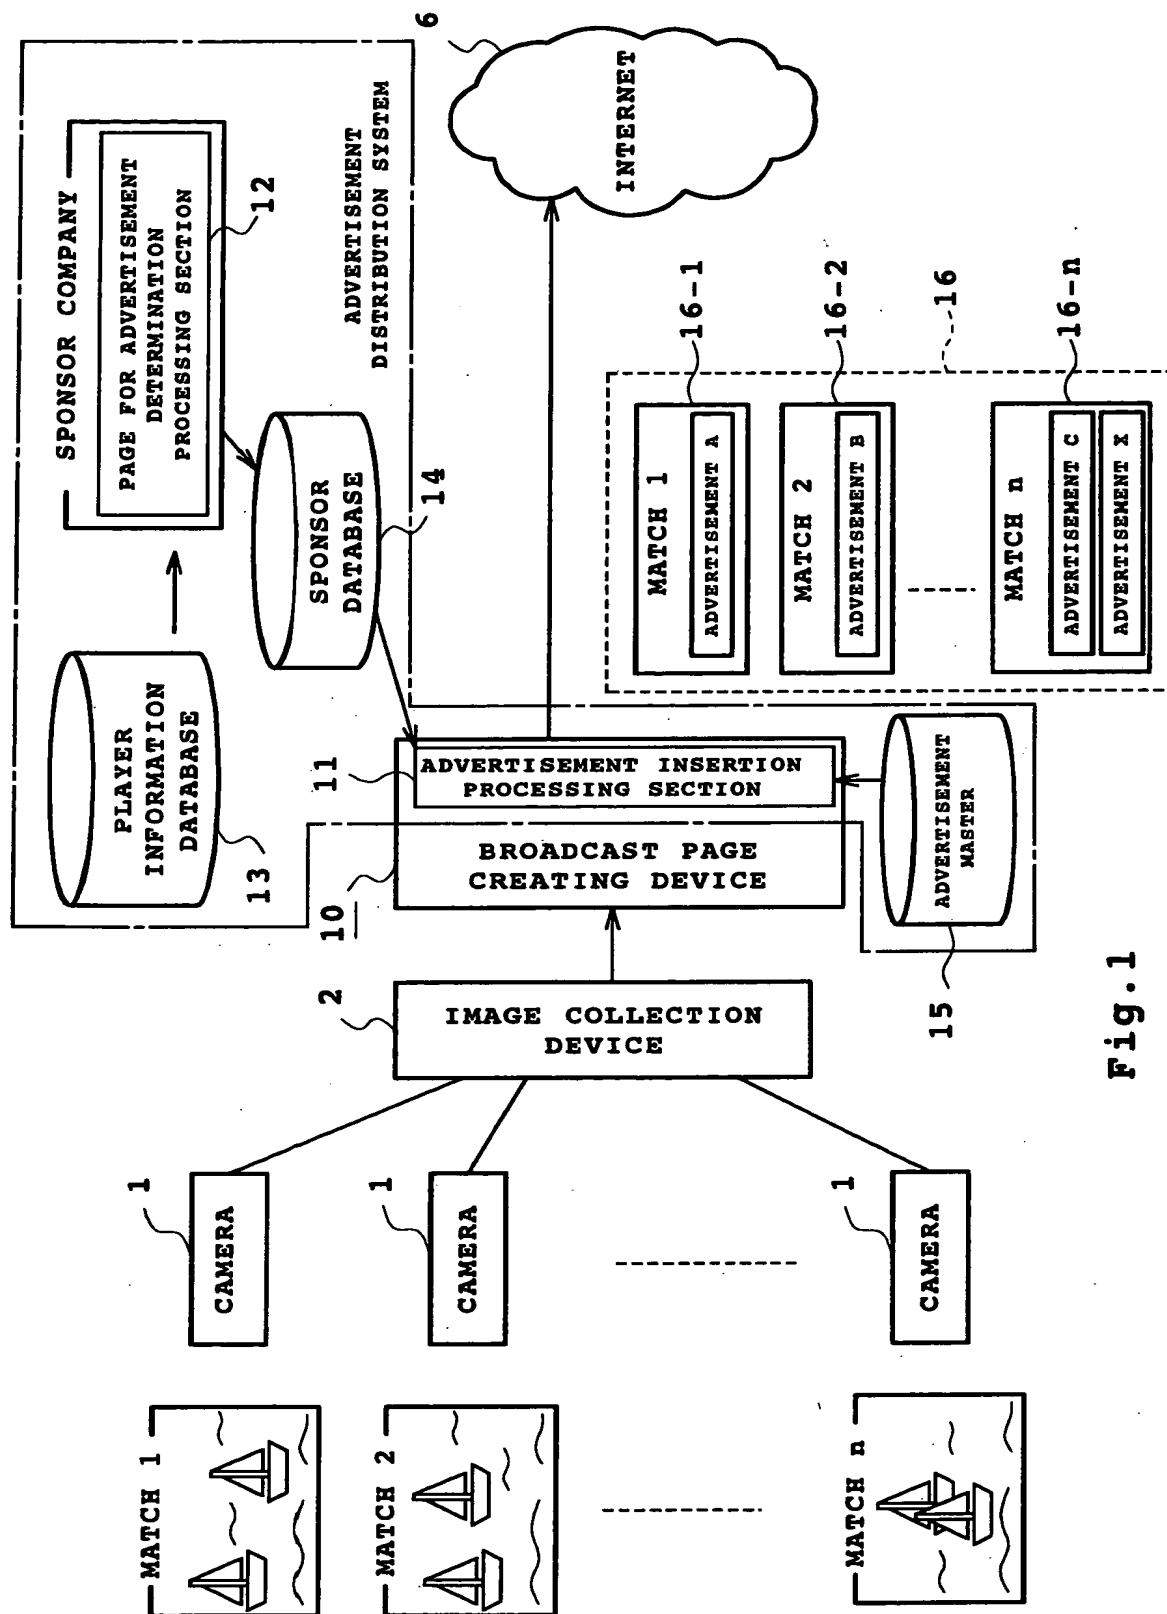 MATCH 1
MATCH 2
MATCH n
1
CAMERA
1
CAMERA
1
CAMERA
2
IMAGE COLLECTION
DEVICE
10
BROADCAST PAGE
CREATING DEVICE
11
ADVERTISEMENT INSERTION
PROCESSING SECTION
PLAYER
INFORMATION
DATABASE
13
SPONSOR COMPANY
PAGE FOR ADVERTISEMENT
DETERMINATION
PROCESSING SECTION
12
SPONSOR
DATABASE
14
ADVERTISEMENT
DISTRIBUTION SYSTEM
ADVERTISEMENT
MASTER
15
INTERNET
6
MATCH 1
ADVERTISEMENT A
16-1
MATCH 2
ADVERTISEMENT B
16-2
MATCH n
ADVERTISEMENT C
ADVERTISEMENT X
16-n
16
Fig.1